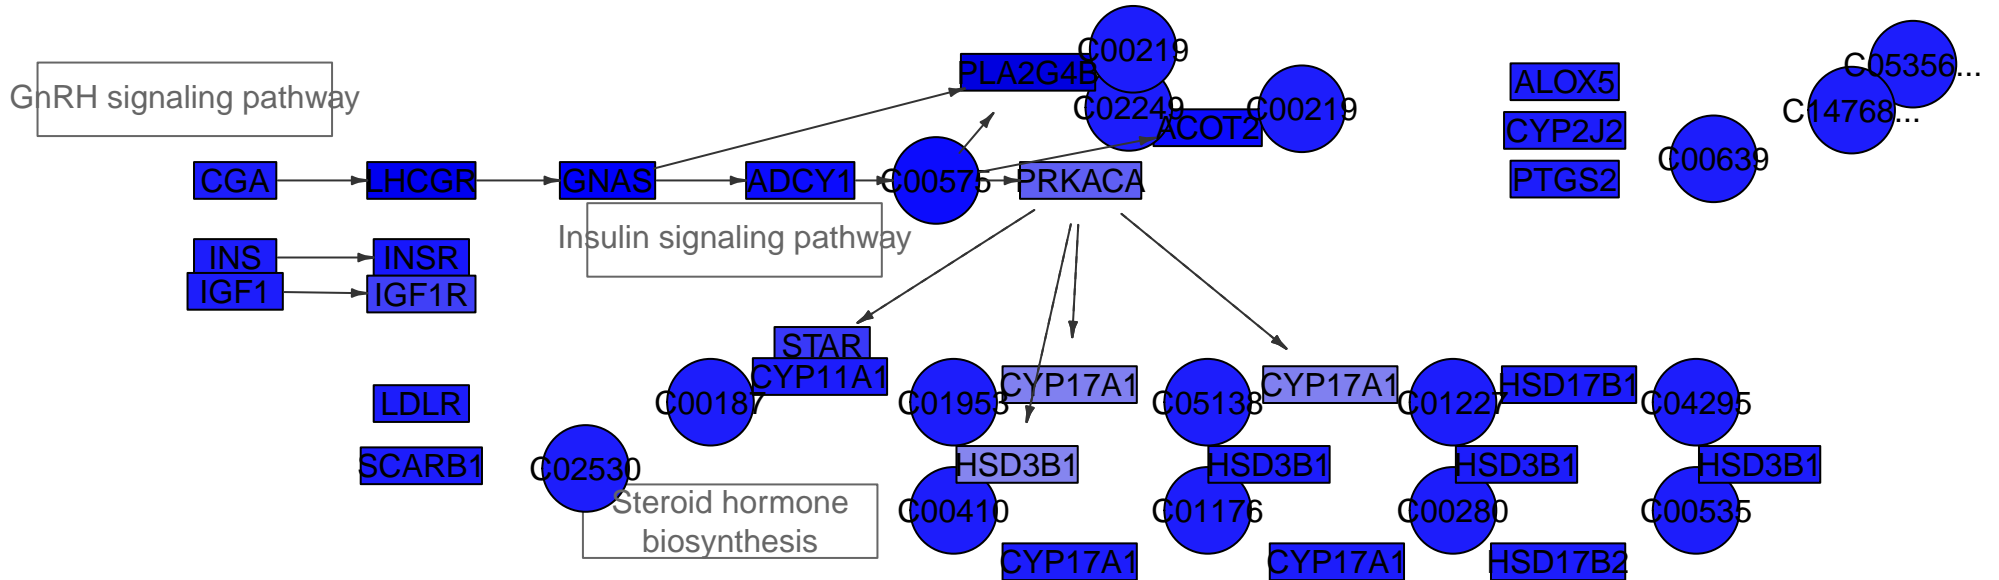 C00219
PLA2G4B
C05356...
ALOX5
GnRH signaling pathway
C02249
C00219
C14768...
ACOT2
CYP2J2
C00639
CGA
LHCGR
GNAS
ADCY1
C00575
PRKACA
PTGS2
Insulin signaling pathway
INS
INSR
IGF1
IGF1R
STAR
CYP11A1
CYP17A1
CYP17A1
HSD17B1
C00187
C01953
C05138
C01227
C04295
LDLR
SCARB1
C02530
HSD3B1
HSD3B1
HSD3B1
HSD3B1
Steroid hormone
biosynthesis
C00410
C01176
C00280
C00535
CYP17A1
CYP17A1
HSD17B2